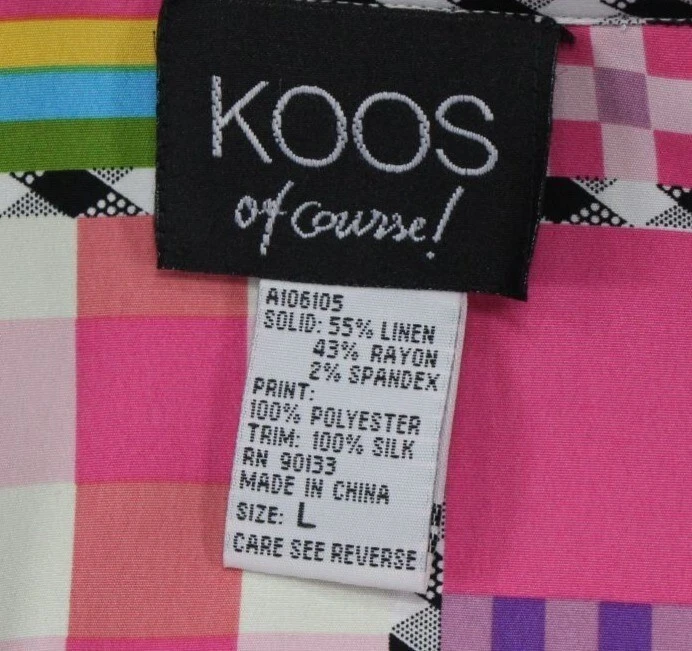 KOOS
of course!
A106105
SOLID: 55% LINEN
43% RAYON
2% SPANDEX
PRINT:
100% POLYESTER
TRIM: 100% SILK
RN 90133
MADE IN CHINA
SIZE: L
CARE SEE REVERSE